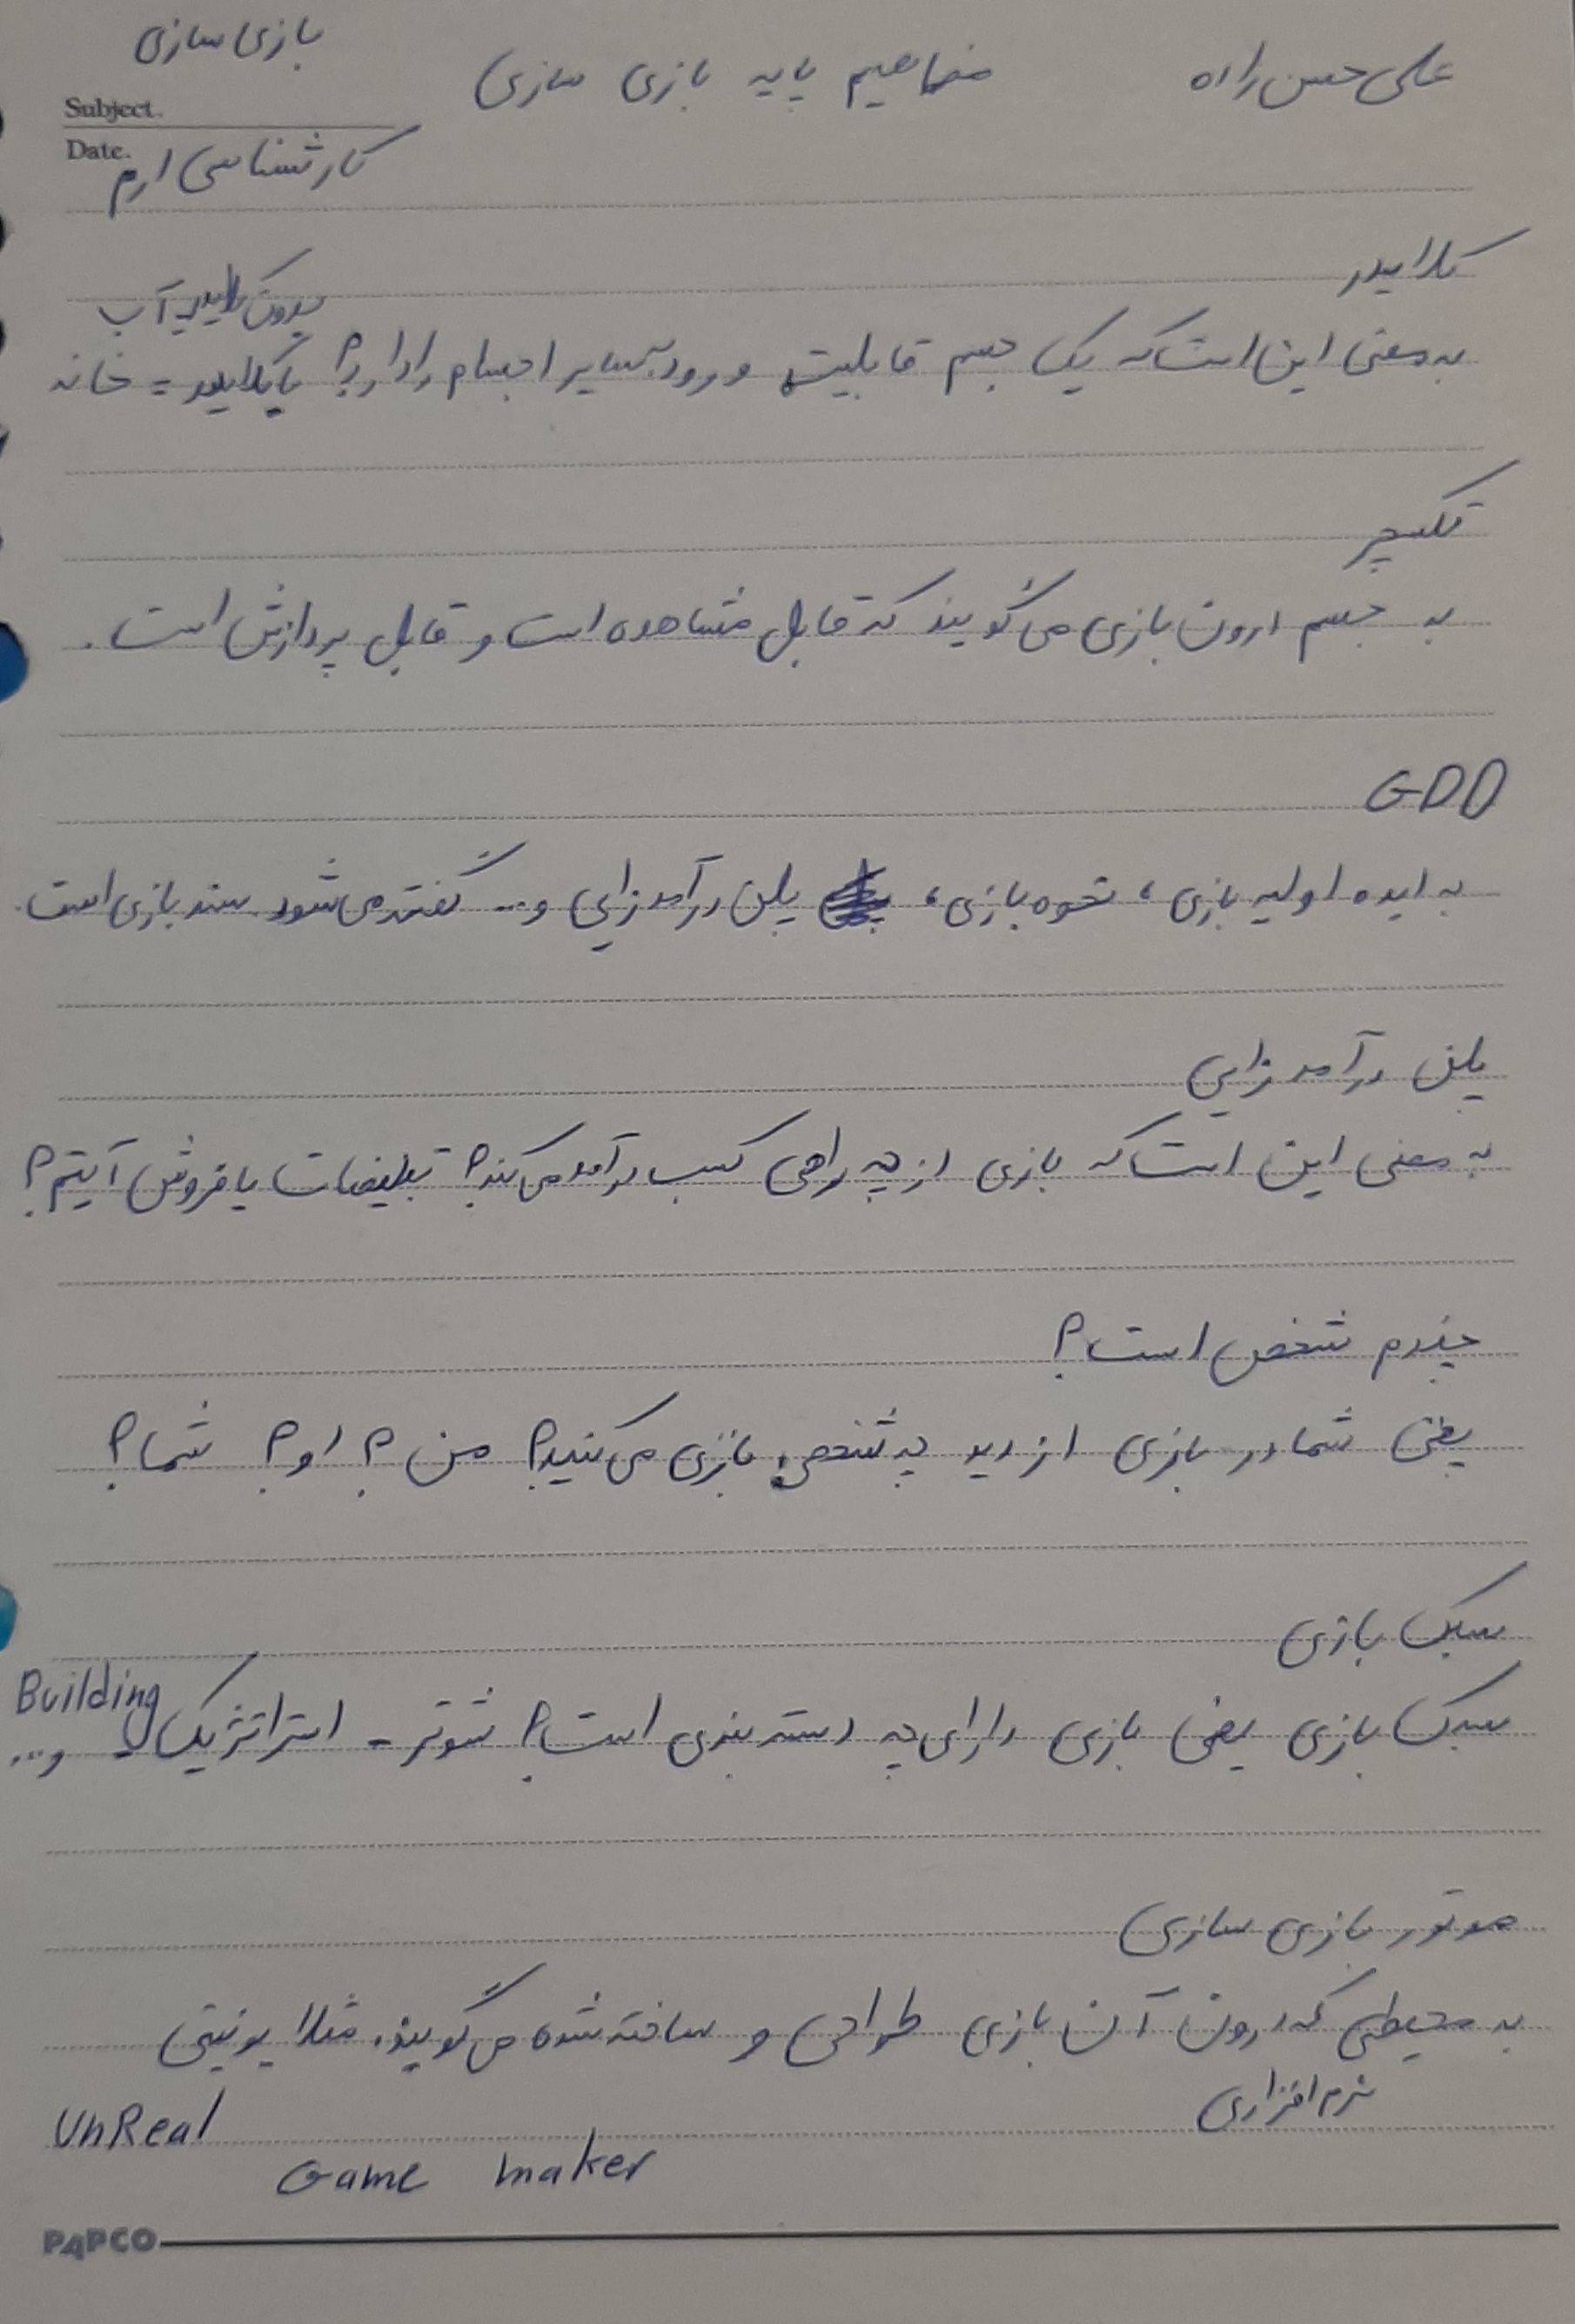 بازی سازی
علی حسن زاده
مفاهیم پایه بازی سازی
Subject.
Date.
کارشناسی ارم
کلایدر
بدون کلایدر = آب
به معنی این است که یک جسم قابلیت ورود به سایر اجسام را دارد؟ با کلایدر = خانه
تکسچر
به جسم درون بازی می گویند که قابل مشاهده است و قابل پردازش است.
GDD
به ایده اولیه بازی، نحوه بازی، پلن درآمدزایی و... گفته می شود. سند بازی است.
پلن درآمدزایی
به معنی این است که بازی از چه راهی کسب درآمد می کند؟ تبلیغات یا فروش آیتم؟
چندم شخص است؟
یعنی شما در بازی از دید چه شخصی بازی می کنید؟ من؟ او؟ شما؟
سبک بازی
Building
سبک بازی یعنی بازی دارای چه دسته بندی است؟ شوتر - استراتژیک - و...
موتور بازی سازی
به محیطی که درون آن بازی طراحی و ساخته شده می گویند. مثلا یونیتی
نرم افزاری
UnReal
Game maker
PAPCO